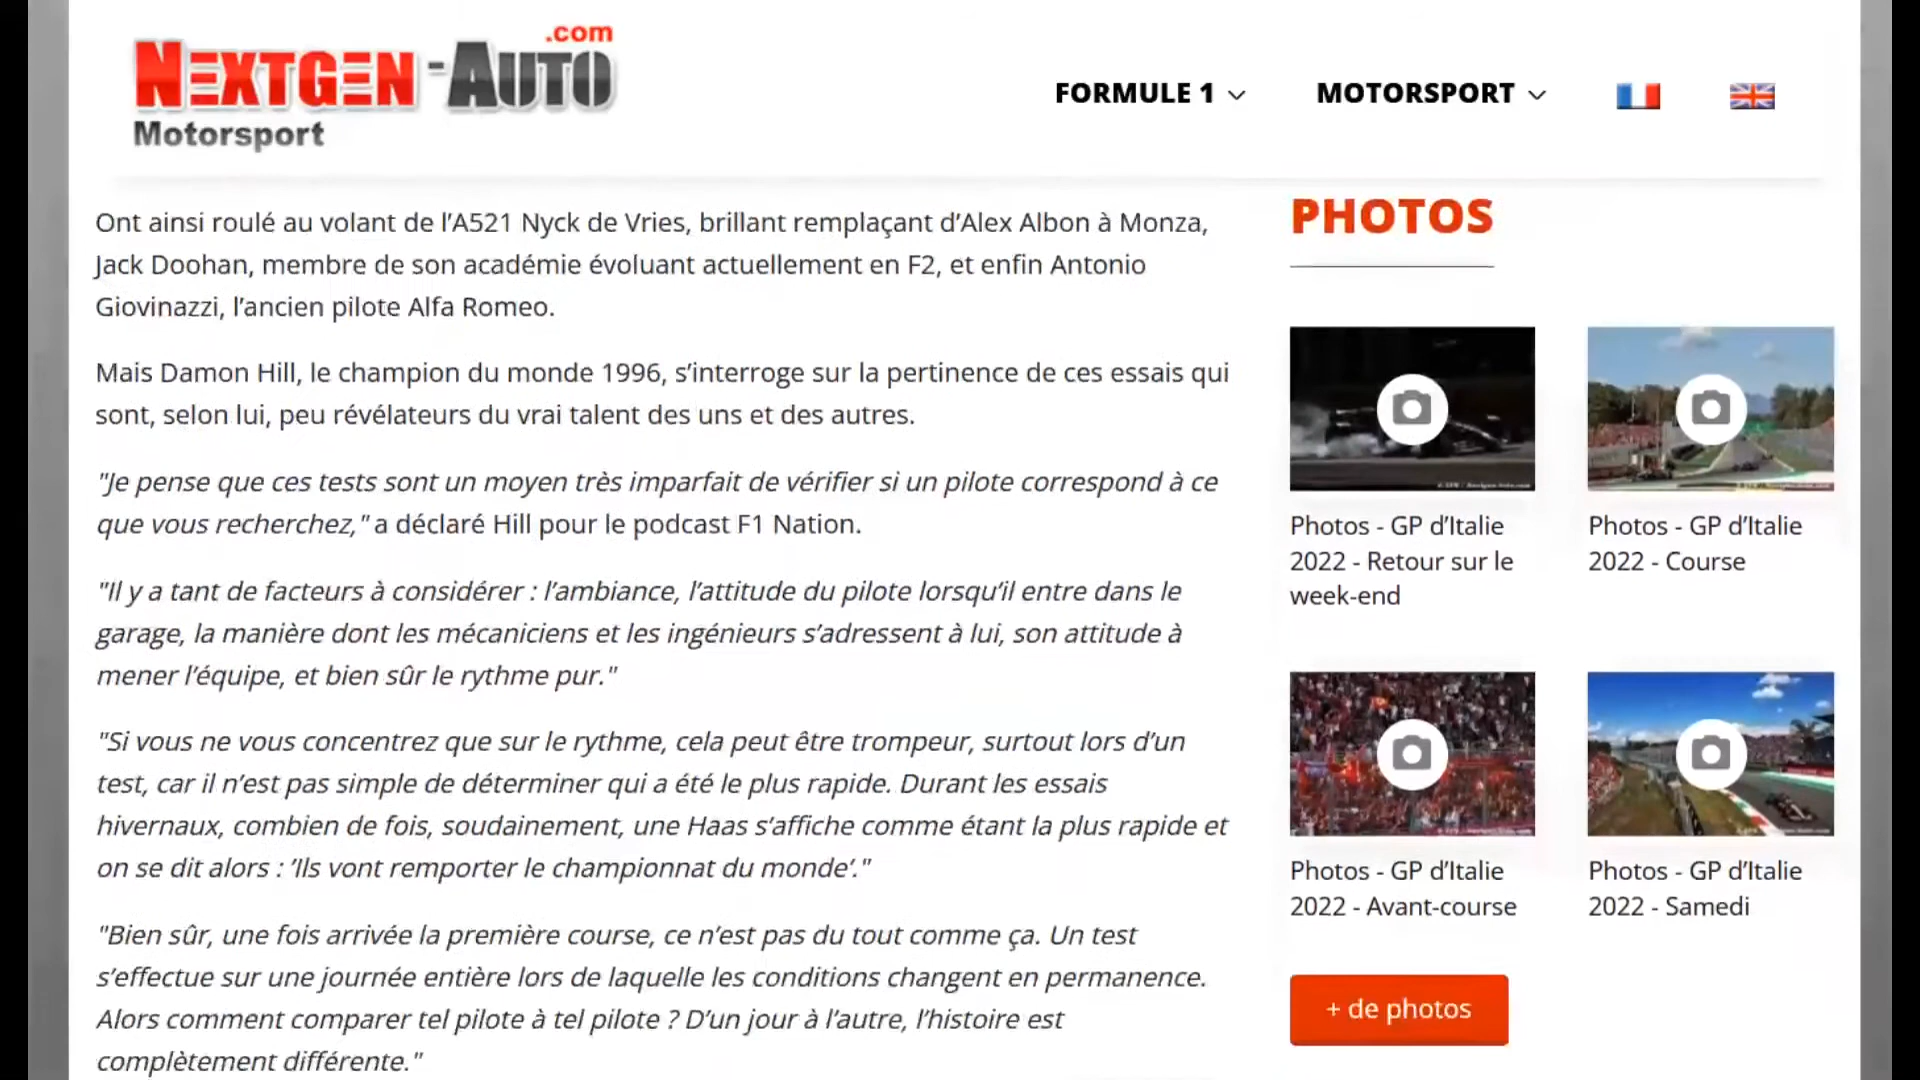 NEXTGEN-AUTO.com
Motorsport
FORMULE 1
MOTORSPORT
Ont ainsi roulé au volant de l’A521 Nyck de Vries, brillant remplaçant d’Alex Albon à Monza,
Jack Doohan, membre de son académie évoluant actuellement en F2, et enfin Antonio
Giovinazzi, l’ancien pilote Alfa Romeo.
Mais Damon Hill, le champion du monde 1996, s’interroge sur la pertinence de ces essais qui
sont, selon lui, peu révélateurs du vrai talent des uns et des autres.
"Je pense que ces tests sont un moyen très imparfait de vérifier si un pilote correspond à ce
que vous recherchez," a déclaré Hill pour le podcast F1 Nation.
"Il y a tant de facteurs à considérer : l’ambiance, l’attitude du pilote lorsqu’il entre dans le
garage, la manière dont les mécaniciens et les ingénieurs s’adressent à lui, son attitude à
mener l’équipe, et bien sûr le rythme pur."
"Si vous ne vous concentrez que sur le rythme, cela peut être trompeur, surtout lors d’un
test, car il n’est pas simple de déterminer qui a été le plus rapide. Durant les essais
hivernaux, combien de fois, soudainement, une Haas s’affiche comme étant la plus rapide et
on se dit alors : ’Ils vont remporter le championnat du monde’."
"Bien sûr, une fois arrivée la première course, ce n’est pas du tout comme ça. Un test
s’effectue sur une journée entière lors de laquelle les conditions changent en permanence.
Alors comment comparer tel pilote à tel pilote ? D’un jour à l’autre, l’histoire est
complètement différente."
PHOTOS
Photos - GP d’Italie
2022 - Retour sur le
week-end
Photos - GP d’Italie
2022 - Course
Photos - GP d’Italie
2022 - Avant-course
Photos - GP d’Italie
2022 - Samedi
+ de photos